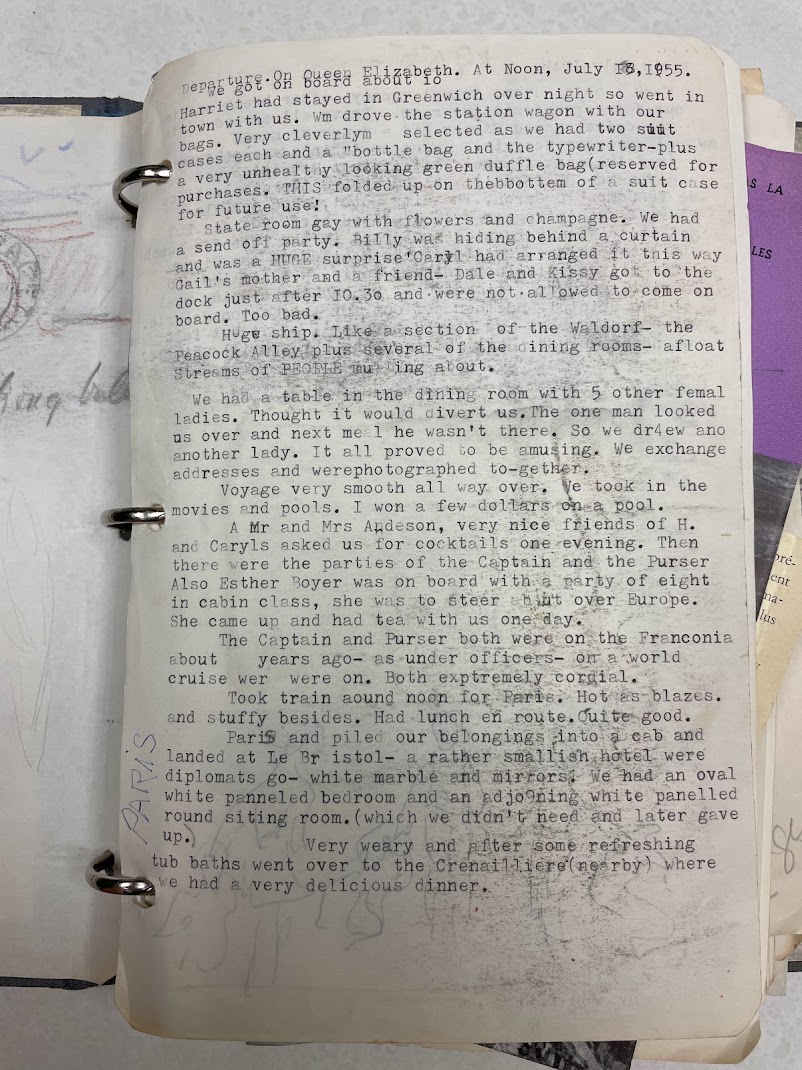 Departure.On Queen Elizabeth. At Noon, July 18,1955.
We got on board about 10
Harriet had stayed in Greenwich over night so went in
town with us. Wm drove the station wagon with our
bags. Very cleverlym selected as we had two suit
cases each and a "bottle bag and the typewriter-plus
a very unhealthy looking green duffle bag(reserved for
purchases. THIS folded up on thebbottem of a suit case
for future use!
State room gay with flowers and champagne. We had
a send off party. Billy was hiding behind a curtain
and was a HUGE surprise'Caryl had arranged it this way
Gail's mother and a friend- Dale and Kissy got to the
dock just after IO.3o and were not allowed to come on
board. Too bad.
Huge ship. Like a section of the Waldorf- the
Peacock Alley plus several of the dining rooms- afloat
Streams of PEOPLE mulling about.
We had a table in the dining room with 5 other femal
ladies. Thought it would divert us.The one man looked
us over and next meal he wasn't there. So we dr4ew ano
another lady. It all proved to be amusing. We exchange
addresses and werephotographed to-gether.
Voyage very smooth all way over. We took in the
movies and pools. I won a few dollars on a pool.
A Mr and Mrs Andeson, very nice friends of H.
and Caryls asked us for cocktails one evening. Then
there were the parties of the Captain and the Purser
Also Esther Boyer was on board with a party of eight
in cabin class, she was to steer over Europe.
She came up and had tea with us one day.
The Captain and Purser both were on the Franconia
about years ago- as under officers- on a world
cruise wer were on. Both exptremely cordial.
Took train aound noon for Paris. Hot as blazes.
and stuffy besides. Had lunch en route.Quite good.
Paris and piled our belongings into a cab and
landed at Le Br istol- a rather smallish hotel were
diplomats go- white marble and mirrors. We had an oval
white panneled bedroom and an adjo9ning white panelled
round siting room.(which we didn't need and later gave
up.
Very weary and after some refreshing
tub baths went over to the Crenailliere(nearby) where
we had a very delicious dinner.
PARIS
S LA
LES
pré-
ent
na-
lus